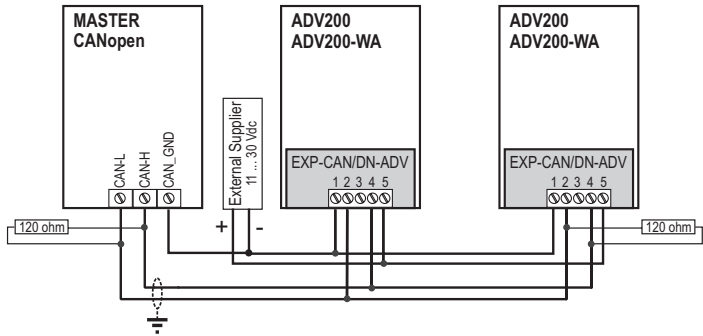 MASTER
CANopen
CAN-L
CAN-H
CAN_GND
120 ohm
External Supplier
11 ... 30 Vdc
+ -
ADV200
ADV200-WA
EXP-CAN/DN-ADV
1 2 3 4 5
ADV200
ADV200-WA
EXP-CAN/DN-ADV
1 2 3 4 5
120 ohm